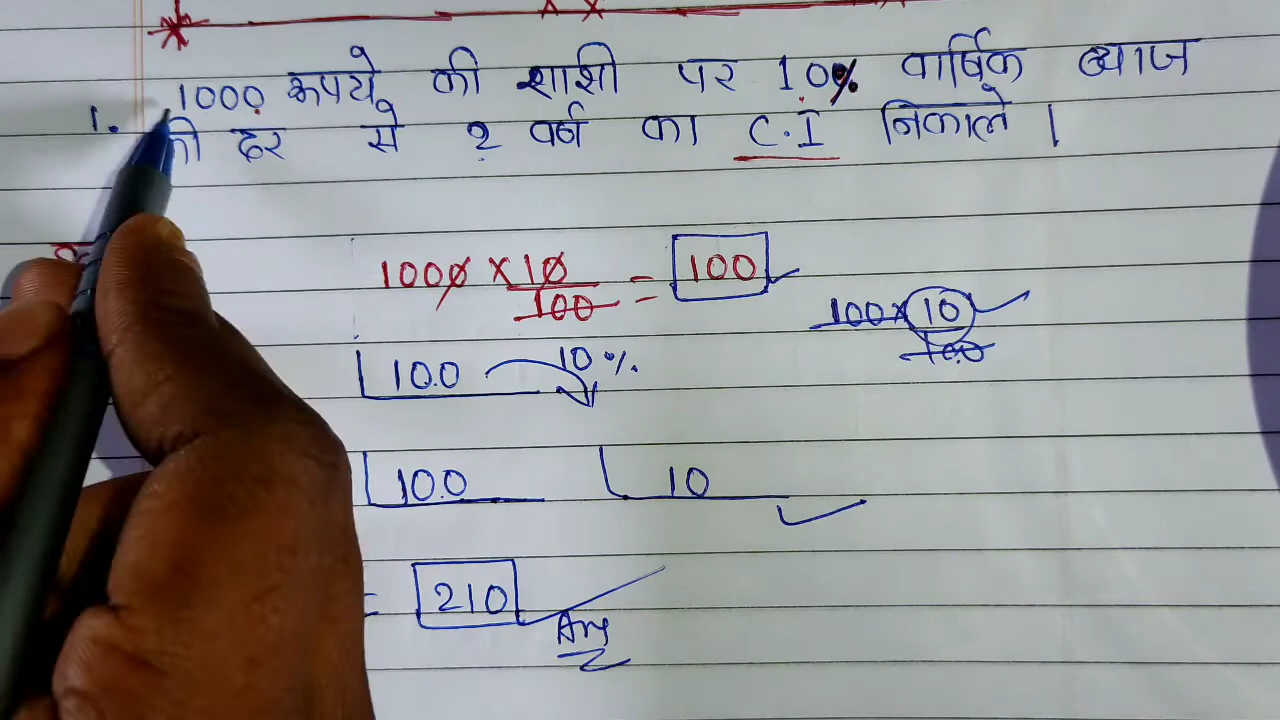 1. 1000 रूपये की राशी पर 10% वार्षिक ब्याज
की दर से 2 वर्ष का C.I निकाले ।
1000 × 10 / 100 = 100
100 × 10 / 100
100 10%
100 10
= 210
Ans